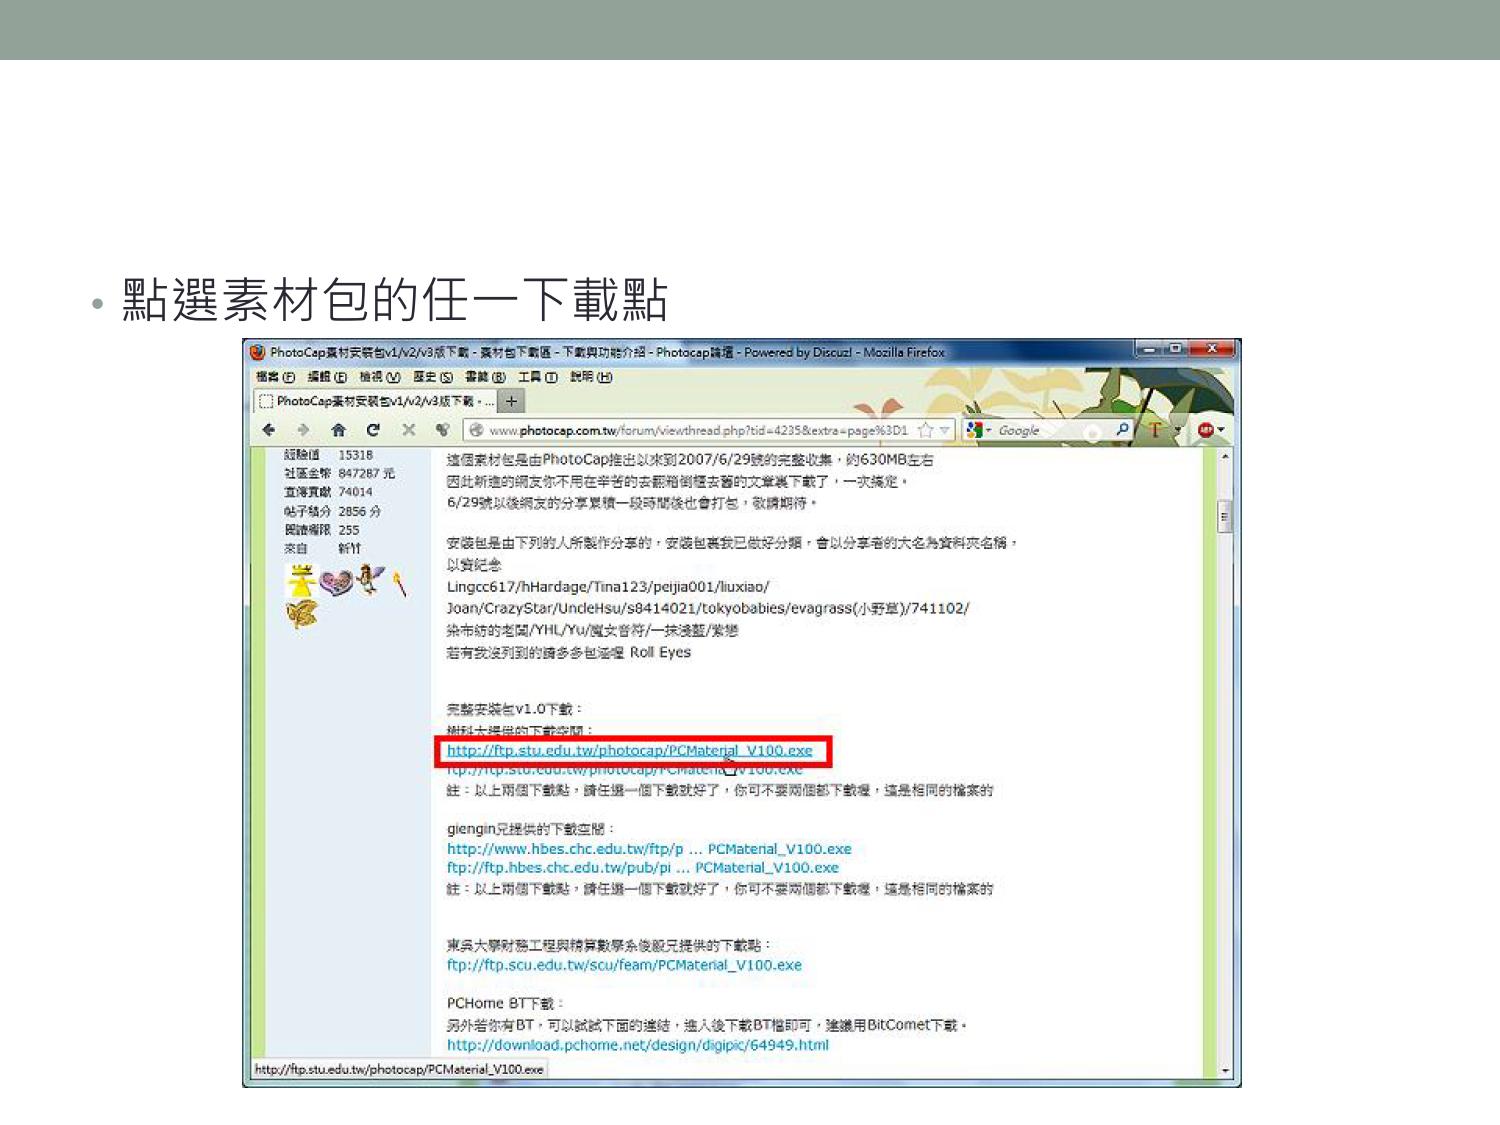 點選素材包的任一下載點
PhotoCap素材安裝包v1/v2/v3版下載 - 素材包下載區 - 下載與功能介紹 - Photocap論壇 - Powered by Discuz! - Mozilla Firefox
檔案(F) 編輯(E) 檢視(V) 歷史(S) 書籤(B) 工具(T) 說明(H)
PhotoCap素材安裝包v1/v2/v3版下載 - ...
www.photocap.com.tw/forum/viewthread.php?tid=4235&extra=page%3D1
Google
經驗值 15318
社區金幣 847287 元
宣傳貢獻 74014
帖子積分 2856 分
閱讀權限 255
來自 新竹
這個素材包是由PhotoCap推出以來到2007/6/29號的完整收集，約630MB左右
因此新進的網友你不用在辛苦的去翻箱倒櫃去舊的文章裏下載了，一次搞定。
6/29號以後網友的分享累積一段時間後也會打包，敬請期待。
安裝包是由下列的人所製作分享的，安裝包裏我已做好分類，會以分享者的大名為資料夾名稱，
以資紀念
Lingcc617/hHardage/Tina123/peijia001/liuxiao/
Joan/CrazyStar/UncleHsu/s8414021/tokyobabies/evagrass(小野草)/741102/
染布紡的老闆/YHL/Yu/魔女音符/一抹淺藍/紫戀
若有我沒列到的請多多包涵喔 Roll Eyes
完整安裝包v1.0下載：
樹科大提供的下載空間：
http://ftp.stu.edu.tw/photocap/PCMaterial_V100.exe
ftp://ftp.stu.edu.tw/photocap/PCMaterial_V100.exe
註：以上兩個下載點，請任選一個下載就好了，你可不要兩個都下載喔，這是相同的檔案的
giengin兄提供的下載空間：
http://www.hbes.chc.edu.tw/ftp/p ... PCMaterial_V100.exe
ftp://ftp.hbes.chc.edu.tw/pub/pi ... PCMaterial_V100.exe
註：以上兩個下載點，請任選一個下載就好了，你可不要兩個都下載喔，這是相同的檔案的
東吳大學財務工程與精算數學系俊毅兄提供的下載點：
ftp://ftp.scu.edu.tw/scu/feam/PCMaterial_V100.exe
PCHome BT下載：
另外若你有BT，可以試試下面的連結，進入後下載BT檔即可，建議用BitComet下載。
http://download.pchome.net/design/digipic/64949.html
http://ftp.stu.edu.tw/photocap/PCMaterial_V100.exe